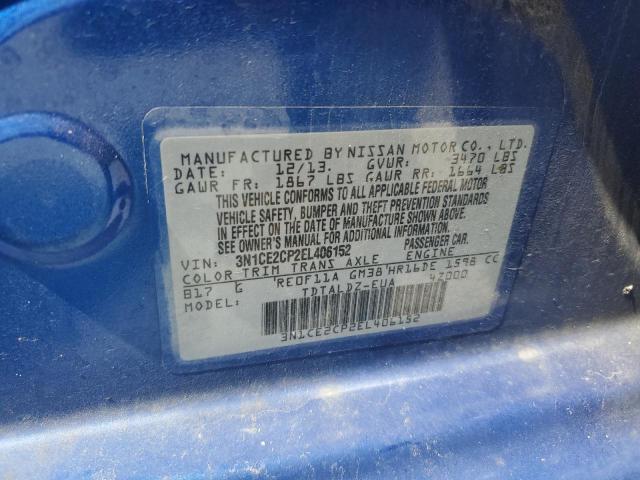 MANUFACTURED BY NISSAN MOTOR CO., LTD.
DATE: 12/13. GVWR: 3470 LBS
GAWR FR: 1867 LBS GAWR RR: 1664 LBS
THIS VEHICLE CONFORMS TO ALL APPLICABLE FEDERAL MOTOR
VEHICLE SAFETY, BUMPER AND THEFT PREVENTION STANDARDS
IN EFFECT ON THE DATE OF MANUFACTURE SHOWN ABOVE.
SEE OWNER'S MANUAL FOR ADDITIONAL INFORMATION.
VIN: 3N1CE2CP2EL406152 PASSENGER CAR.
COLOR TRIM TRANS AXLE ENGINE
B17 G RE0F11A GM38 HR16DE 1598 CC
MODEL: TDTALDZ-EUA 42000
3N1CE2CP2EL406152